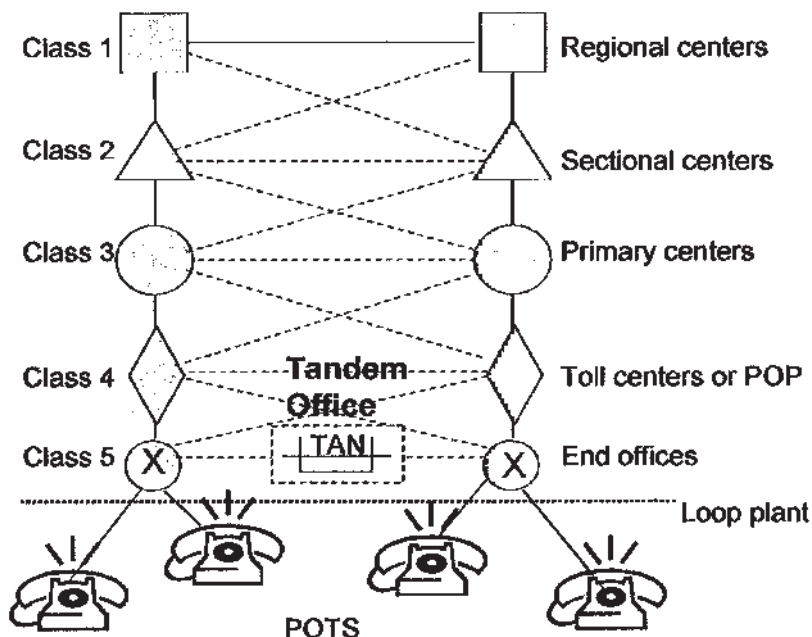 Class 1 Regional centers
Class 2 Sectional centers
Class 3 Primary centers
Class 4 Tandem Toll centers or POP
Office
Class 5 X TAN X End offices
Loop plant
POTS